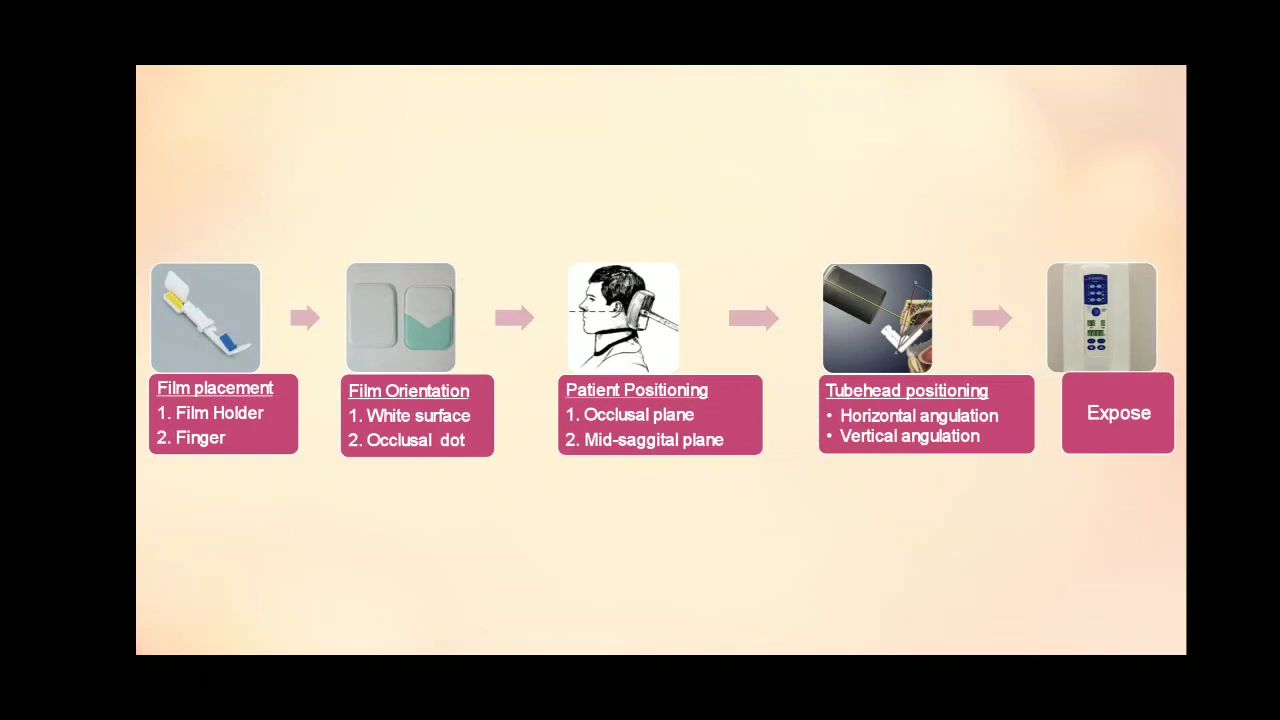 Film placement
1. Film Holder
2. Finger
Film Orientation
1. White surface
2. Occlusal dot
Patient Positioning
1. Occlusal plane
2. Mid-saggital plane
Tubehead positioning
• Horizontal angulation
• Vertical angulation
Expose